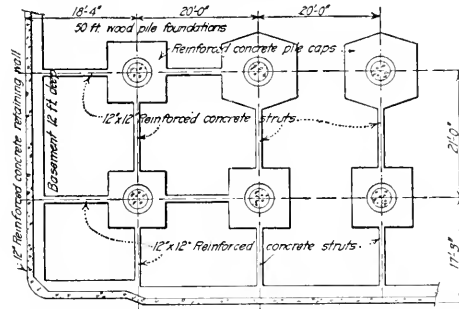 18'-4"
20'-0"
20'-0"
50 ft. wood pile foundations
Reinforced concrete pile caps
12"x12" Reinforced concrete struts
12" Reinforced concrete retaining wall
Basement 12 ft. deep
21'-0"
12"x12" Reinforced concrete struts
17'-9"